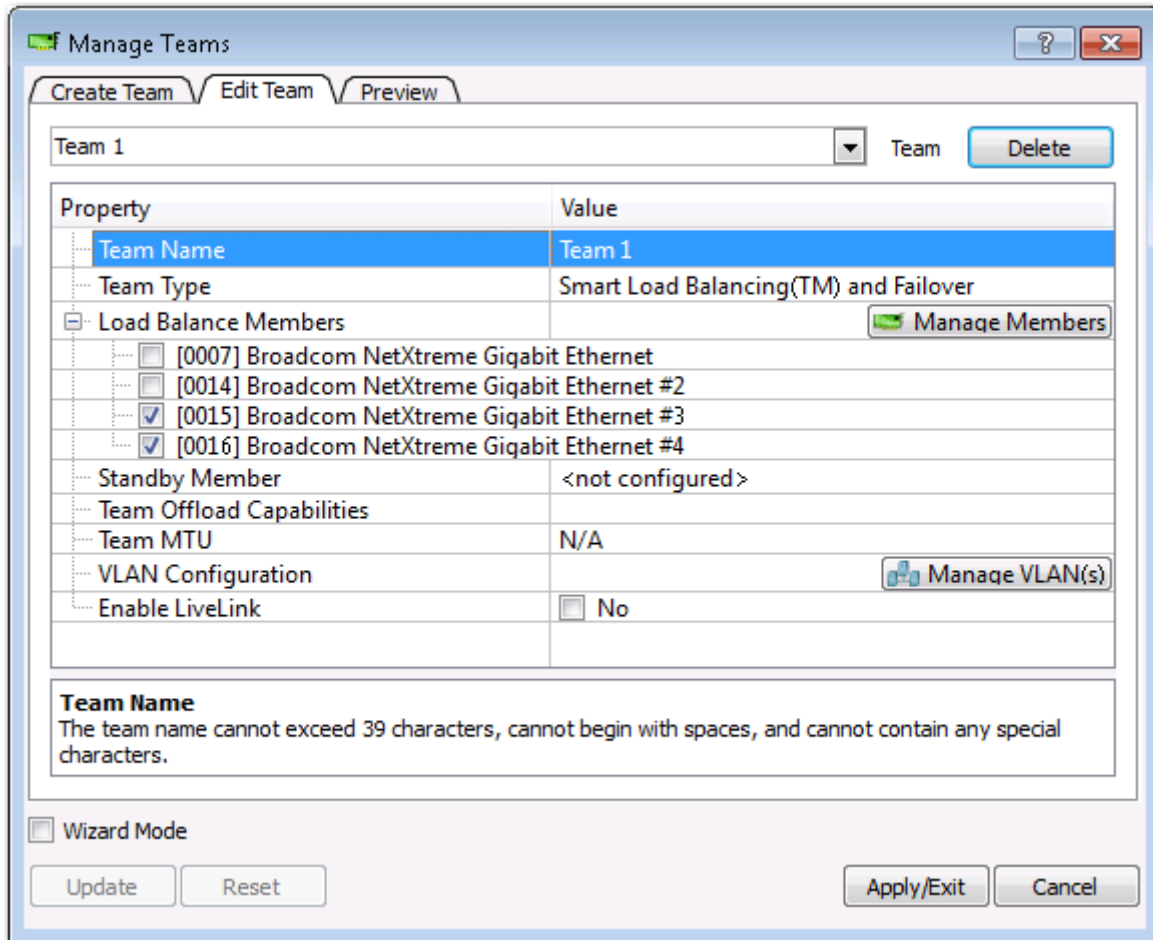 Manage Teams
Create Team Edit Team Preview
Team 1 Team Delete
Property Value
Team Name Team 1
Team Type Smart Load Balancing(TM) and Failover
Load Balance Members Manage Members
[0007] Broadcom NetXtreme Gigabit Ethernet
[0014] Broadcom NetXtreme Gigabit Ethernet #2
[0015] Broadcom NetXtreme Gigabit Ethernet #3
[0016] Broadcom NetXtreme Gigabit Ethernet #4
Standby Member <not configured>
Team Offload Capabilities
Team MTU N/A
VLAN Configuration Manage VLAN(s)
Enable LiveLink No
Team Name
The team name cannot exceed 39 characters, cannot begin with spaces, and cannot contain any special
characters.
Wizard Mode
Update Reset Apply/Exit Cancel